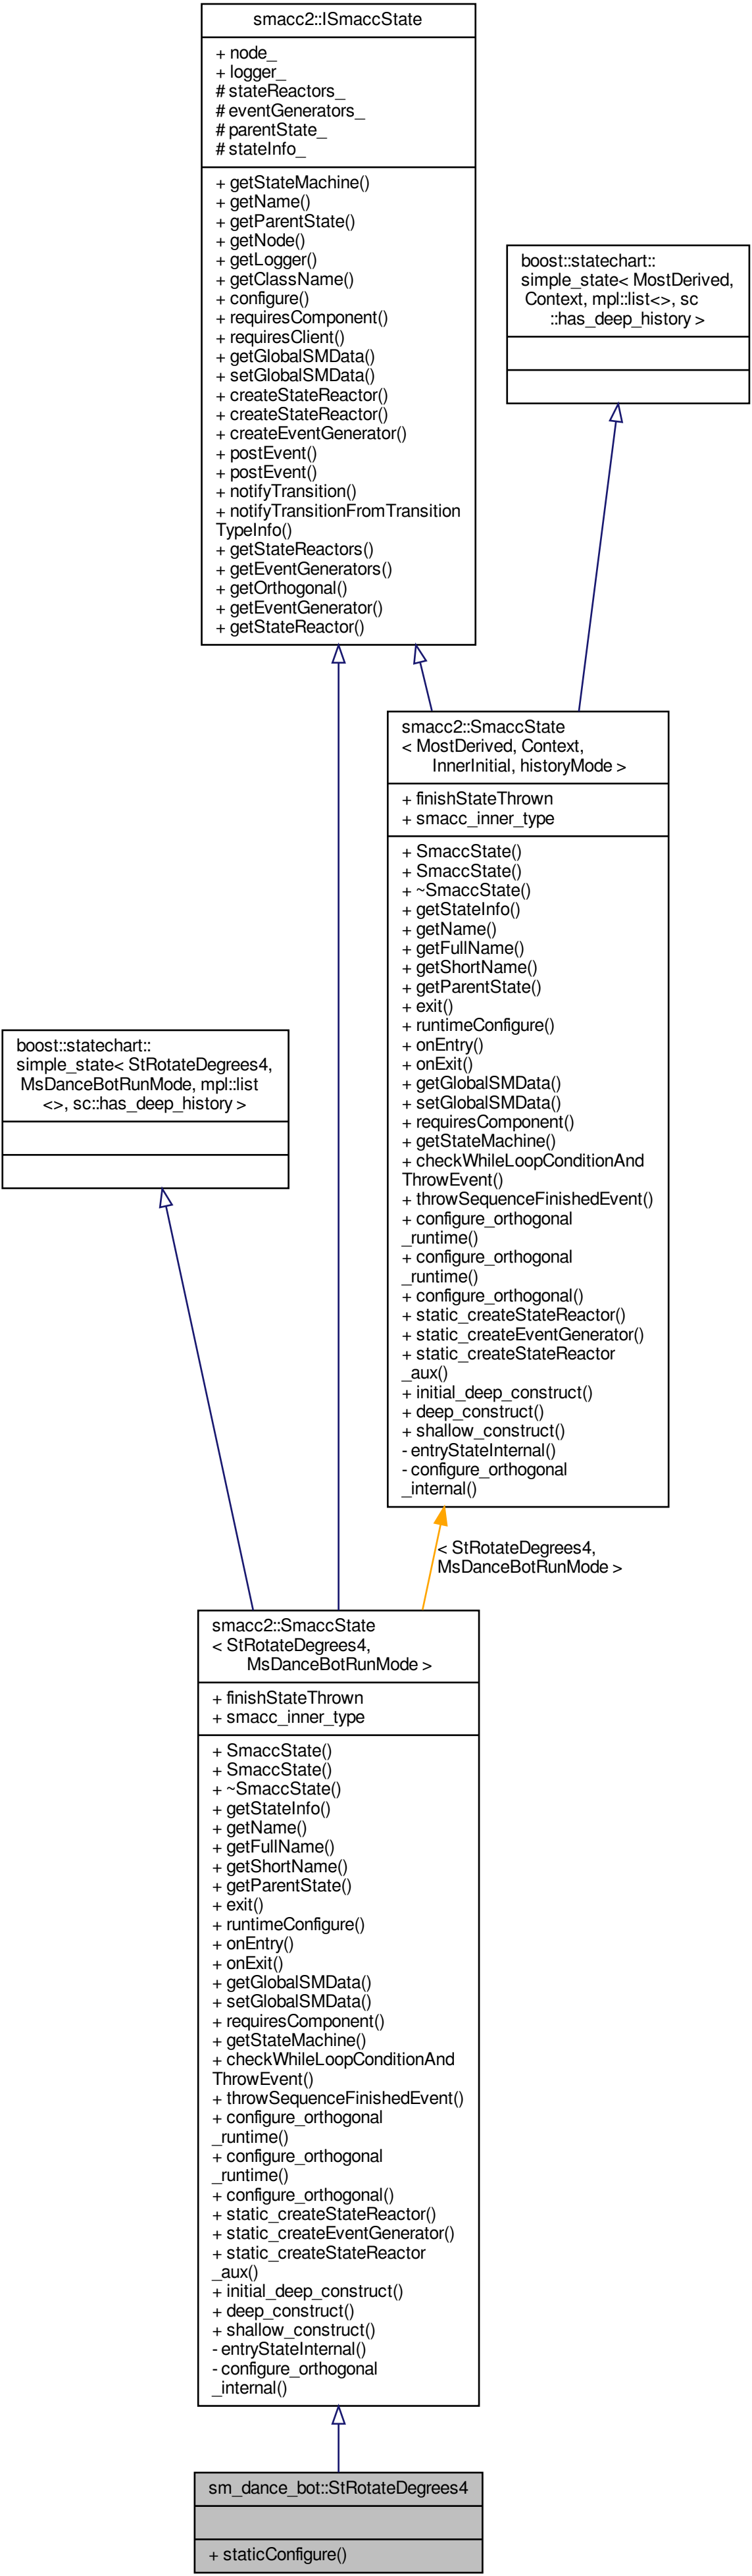 smacc2::ISmaccState
+ node_
+ logger_
# stateReactors_
# eventGenerators_
# parentState_
# stateInfo_
+ getStateMachine()
+ getName()
+ getParentState()
+ getNode()
+ getLogger()
+ getClassName()
+ configure()
+ requiresComponent()
+ requiresClient()
+ getGlobalSMData()
+ setGlobalSMData()
+ createStateReactor()
+ createStateReactor()
+ createEventGenerator()
+ postEvent()
+ postEvent()
+ notifyTransition()
+ notifyTransitionFromTransition
TypeInfo()
+ getStateReactors()
+ getEventGenerators()
+ getOrthogonal()
+ getEventGenerator()
+ getStateReactor()
boost::statechart::
simple_state< MostDerived,
Context, mpl::list<>, sc
::has_deep_history >
smacc2::SmaccState
< MostDerived, Context,
InnerInitial, historyMode >
+ finishStateThrown
+ smacc_inner_type
+ SmaccState()
+ SmaccState()
+ ~SmaccState()
+ getStateInfo()
+ getName()
+ getFullName()
+ getShortName()
+ getParentState()
+ exit()
+ runtimeConfigure()
+ onEntry()
+ onExit()
+ getGlobalSMData()
+ setGlobalSMData()
+ requiresComponent()
+ getStateMachine()
+ checkWhileLoopConditionAnd
ThrowEvent()
+ throwSequenceFinishedEvent()
+ configure_orthogonal
_runtime()
+ configure_orthogonal
_runtime()
+ configure_orthogonal()
+ static_createStateReactor()
+ static_createEventGenerator()
+ static_createStateReactor
_aux()
+ initial_deep_construct()
+ deep_construct()
+ shallow_construct()
- entryStateInternal()
- configure_orthogonal
_internal()
boost::statechart::
simple_state< StRotateDegrees4,
MsDanceBotRunMode, mpl::list
<>, sc::has_deep_history >
< StRotateDegrees4,
MsDanceBotRunMode >
smacc2::SmaccState
< StRotateDegrees4,
MsDanceBotRunMode >
+ finishStateThrown
+ smacc_inner_type
+ SmaccState()
+ SmaccState()
+ ~SmaccState()
+ getStateInfo()
+ getName()
+ getFullName()
+ getShortName()
+ getParentState()
+ exit()
+ runtimeConfigure()
+ onEntry()
+ onExit()
+ getGlobalSMData()
+ setGlobalSMData()
+ requiresComponent()
+ getStateMachine()
+ checkWhileLoopConditionAnd
ThrowEvent()
+ throwSequenceFinishedEvent()
+ configure_orthogonal
_runtime()
+ configure_orthogonal
_runtime()
+ configure_orthogonal()
+ static_createStateReactor()
+ static_createEventGenerator()
+ static_createStateReactor
_aux()
+ initial_deep_construct()
+ deep_construct()
+ shallow_construct()
- entryStateInternal()
- configure_orthogonal
_internal()
sm_dance_bot::StRotateDegrees4
+ staticConfigure()